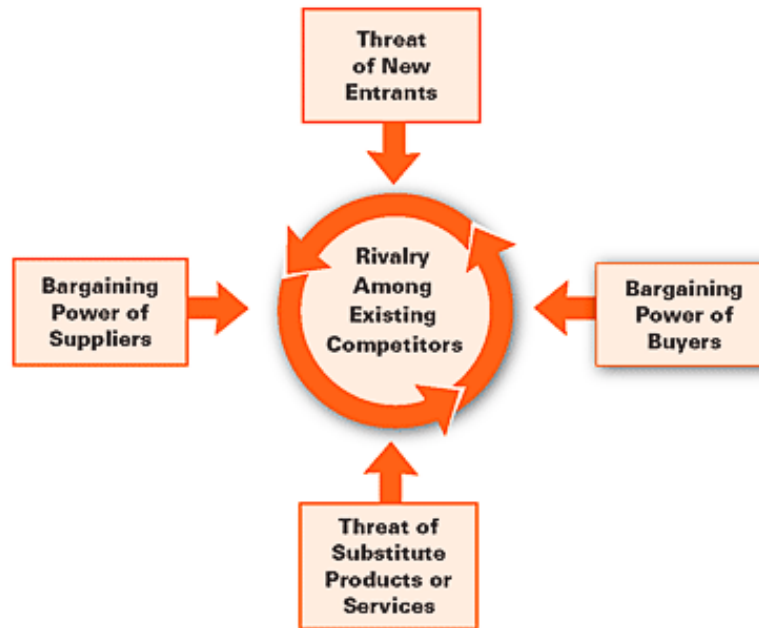 Threat
of New
Entrants
Bargaining
Power of
Suppliers
Rivalry
Among
Existing
Competitors
Bargaining
Power of
Buyers
Threat of
Substitute
Products or
Services